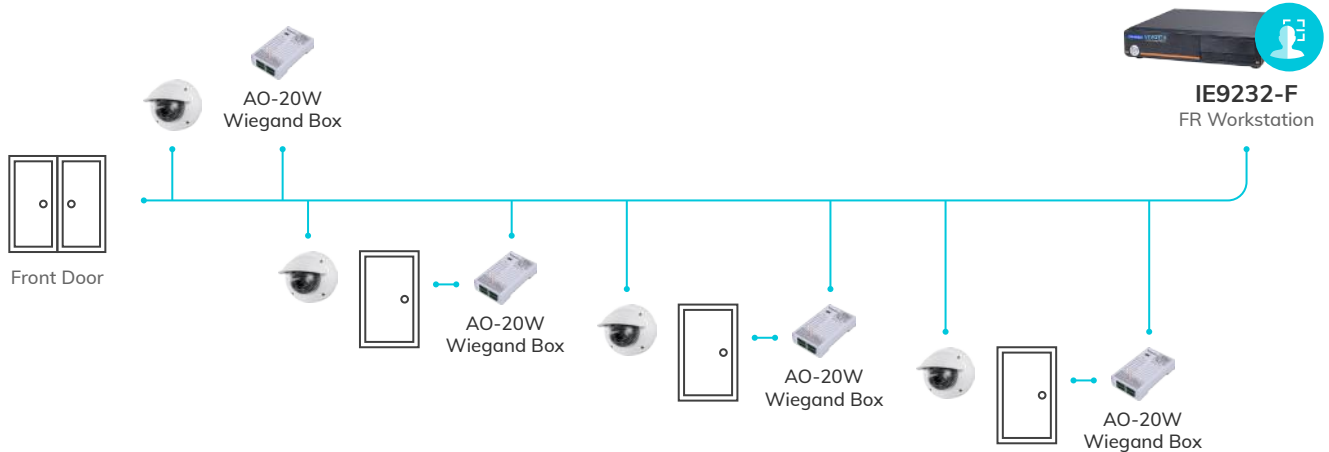 AO-20W
Wiegand Box
IE9232-F
FR Workstation
Front Door
AO-20W
Wiegand Box
AO-20W
Wiegand Box
AO-20W
Wiegand Box